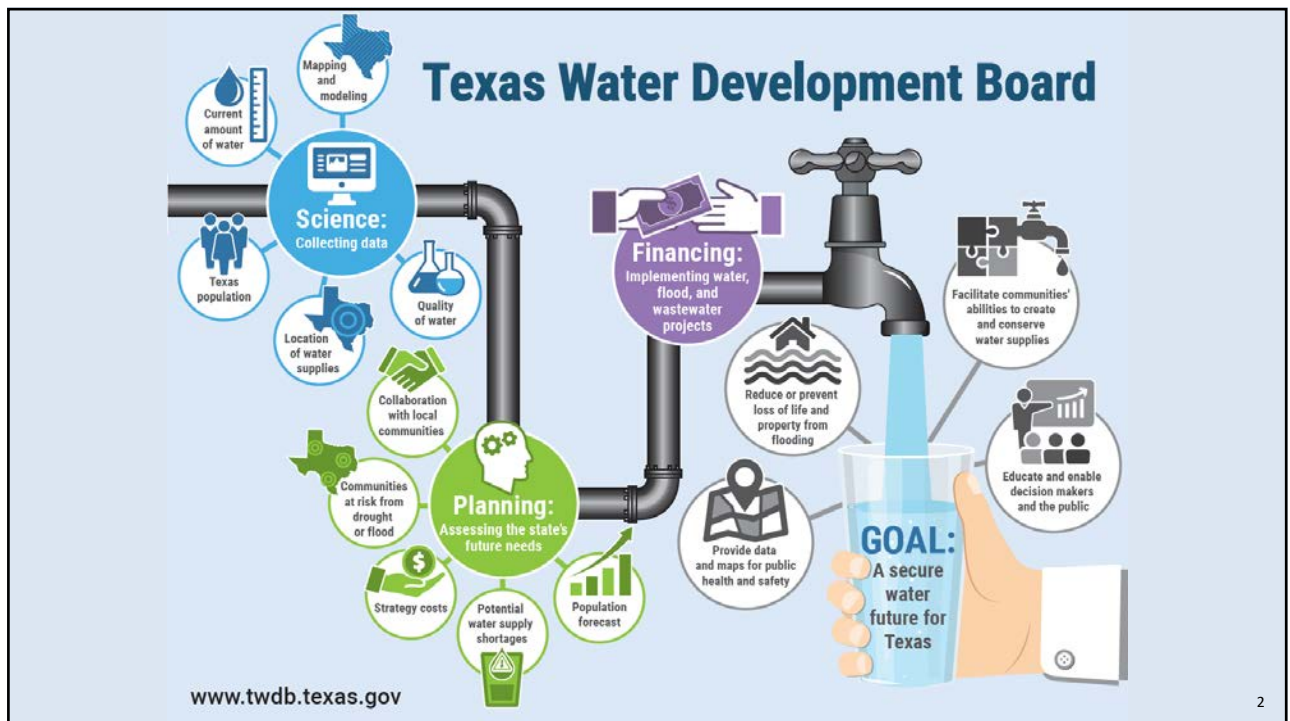 Texas Water Development Board
Mapping
and
modeling
Current
amount
of water
Science:
Collecting data
Texas
population
Location
of water
supplies
Quality
of water
Collaboration
with local
communities
Communities
at risk from
drought
or flood
Planning:
Assessing the state's
future needs
Strategy costs
$
Potential
water supply
shortages
!
Population
forecast
$
Financing:
Implementing water,
flood, and
wastewater
projects
Facilitate communities'
abilities to create
and conserve
water supplies
Reduce or prevent
loss of life and
property from
flooding
Educate and enable
decision makers
and the public
Provide data
and maps for public
health and safety
GOAL:
A secure
water
future for
Texas
www.twdb.texas.gov
2